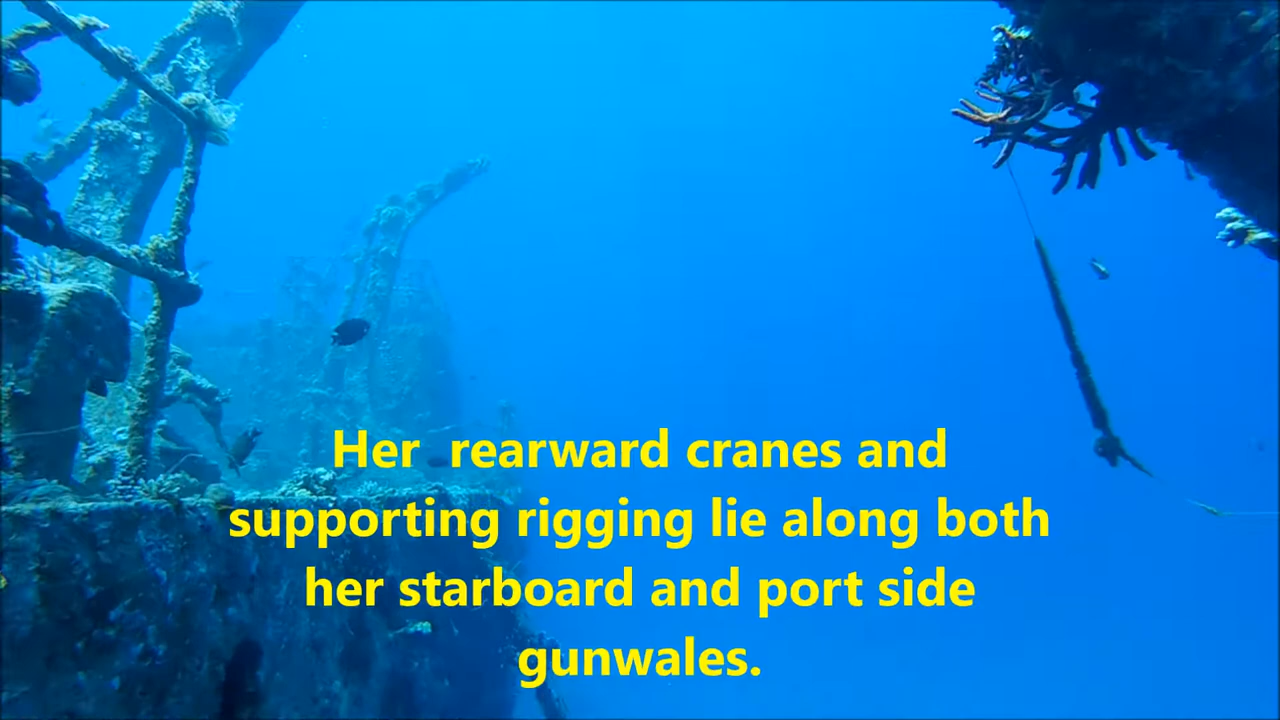 Her  rearward cranes and
supporting rigging lie along both
her starboard and port side
gunwales.